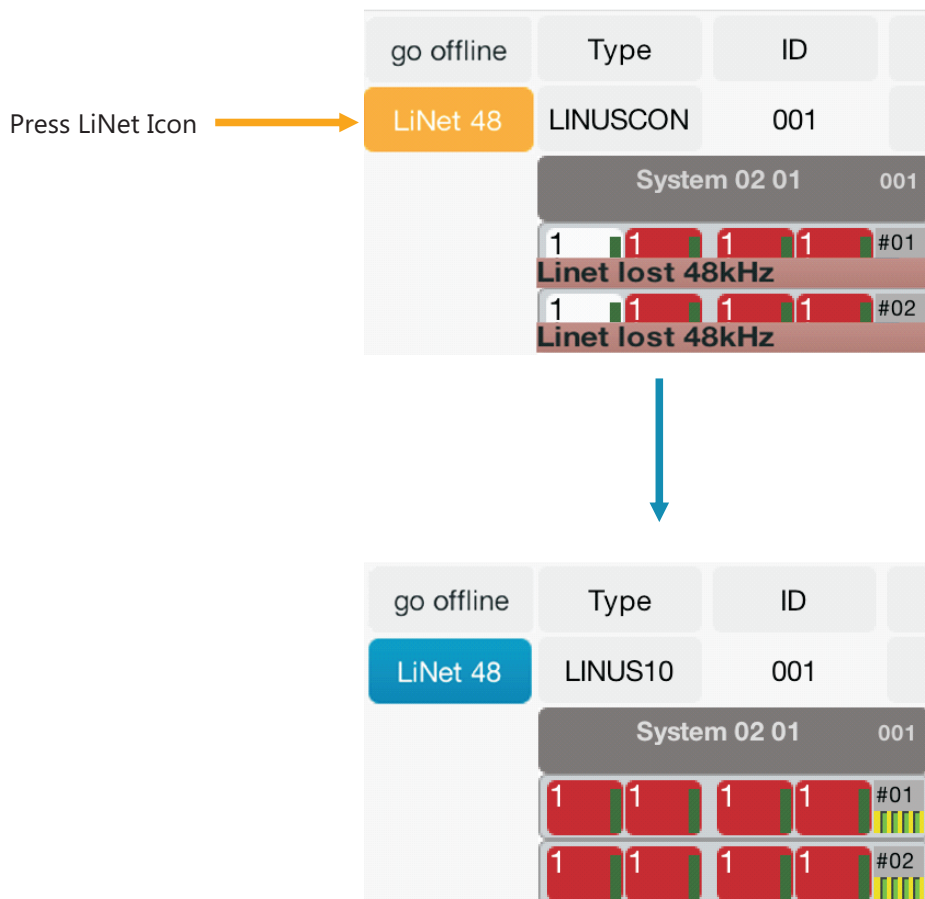 go offline Type ID
Press LiNet Icon LiNet 48 LINUSCON 001
System 02 01 001
1 1 1 1 #01
Linet lost 48kHz
1 1 1 1 #02
Linet lost 48kHz
go offline Type ID
LiNet 48 LINUS10 001
System 02 01 001
1 1 1 1 #01
1 1 1 1 #02